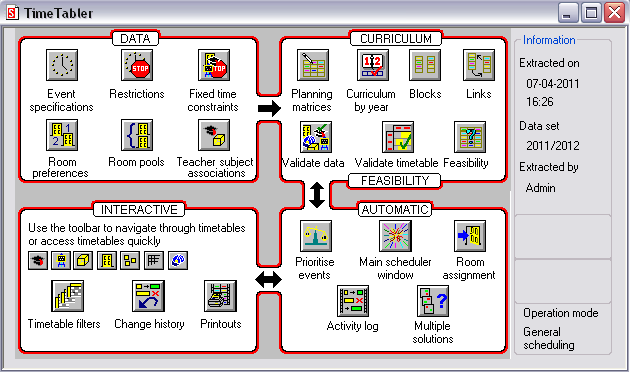 TimeTabler
DATA
Event
specifications
Restrictions
Fixed time
constraints
Room
preferences
Room pools
Teacher subject
associations
CURRICULUM
Planning
matrices
Curriculum
by year
Blocks
Links
Validate data
Validate timetable
Feasibility
FEASIBILITY
INTERACTIVE
Use the toolbar to navigate through timetables
or access timetables quickly
Timetable filters
Change history
Printouts
AUTOMATIC
Prioritise
events
Main scheduler
window
Room
assignment
Activity log
Multiple
solutions
Information
Extracted on
07-04-2011
16:26
Data set
2011/2012
Extracted by
Admin
Operation mode
General
scheduling